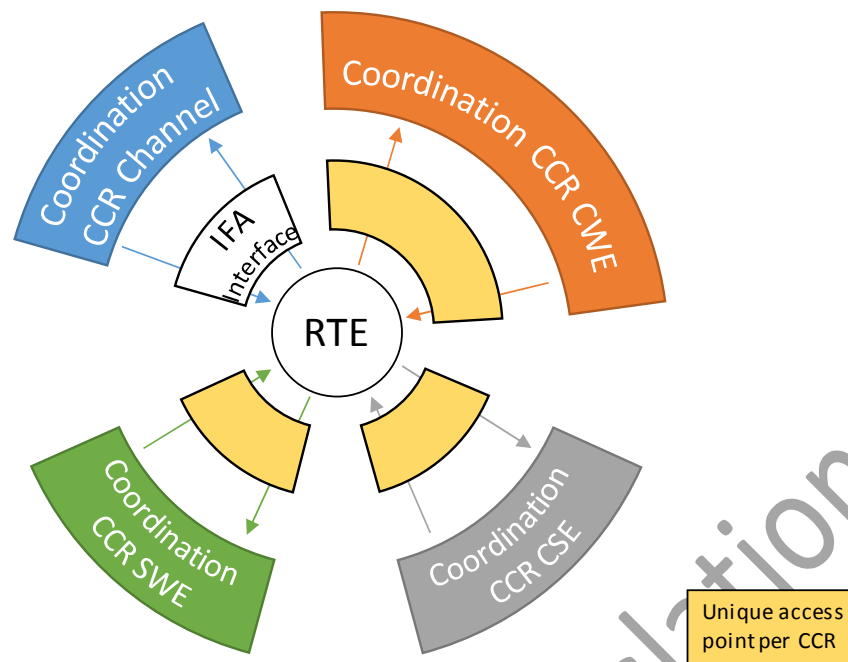 Coordination
CCR Channel
Coordination CCR CWE
IFA
Interface
RTE
Coordination
CCR SWE
Coordination
CCR CSE
Unique access
point per CCR